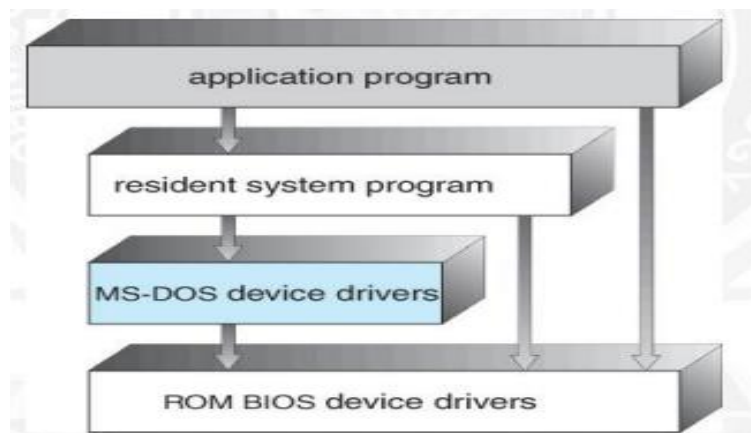 application program
resident system program
MS-DOS device drivers
ROM BIOS device drivers